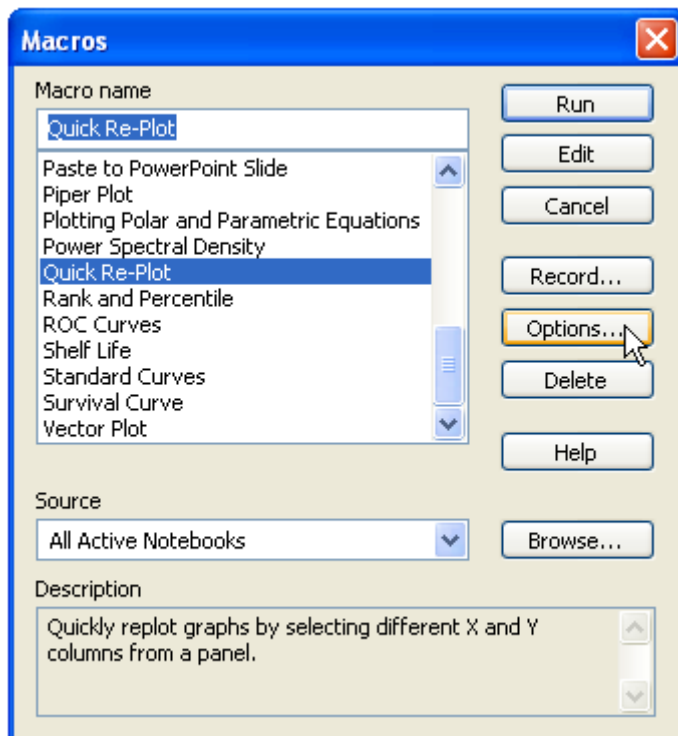 Macros
Macro name
Quick Re-Plot
Paste to PowerPoint Slide
Piper Plot
Plotting Polar and Parametric Equations
Power Spectral Density
Quick Re-Plot
Rank and Percentile
ROC Curves
Shelf Life
Standard Curves
Survival Curve
Vector Plot
Run
Edit
Cancel
Record...
Options...
Delete
Help
Source
All Active Notebooks
Browse...
Description
Quickly replot graphs by selecting different X and Y
columns from a panel.